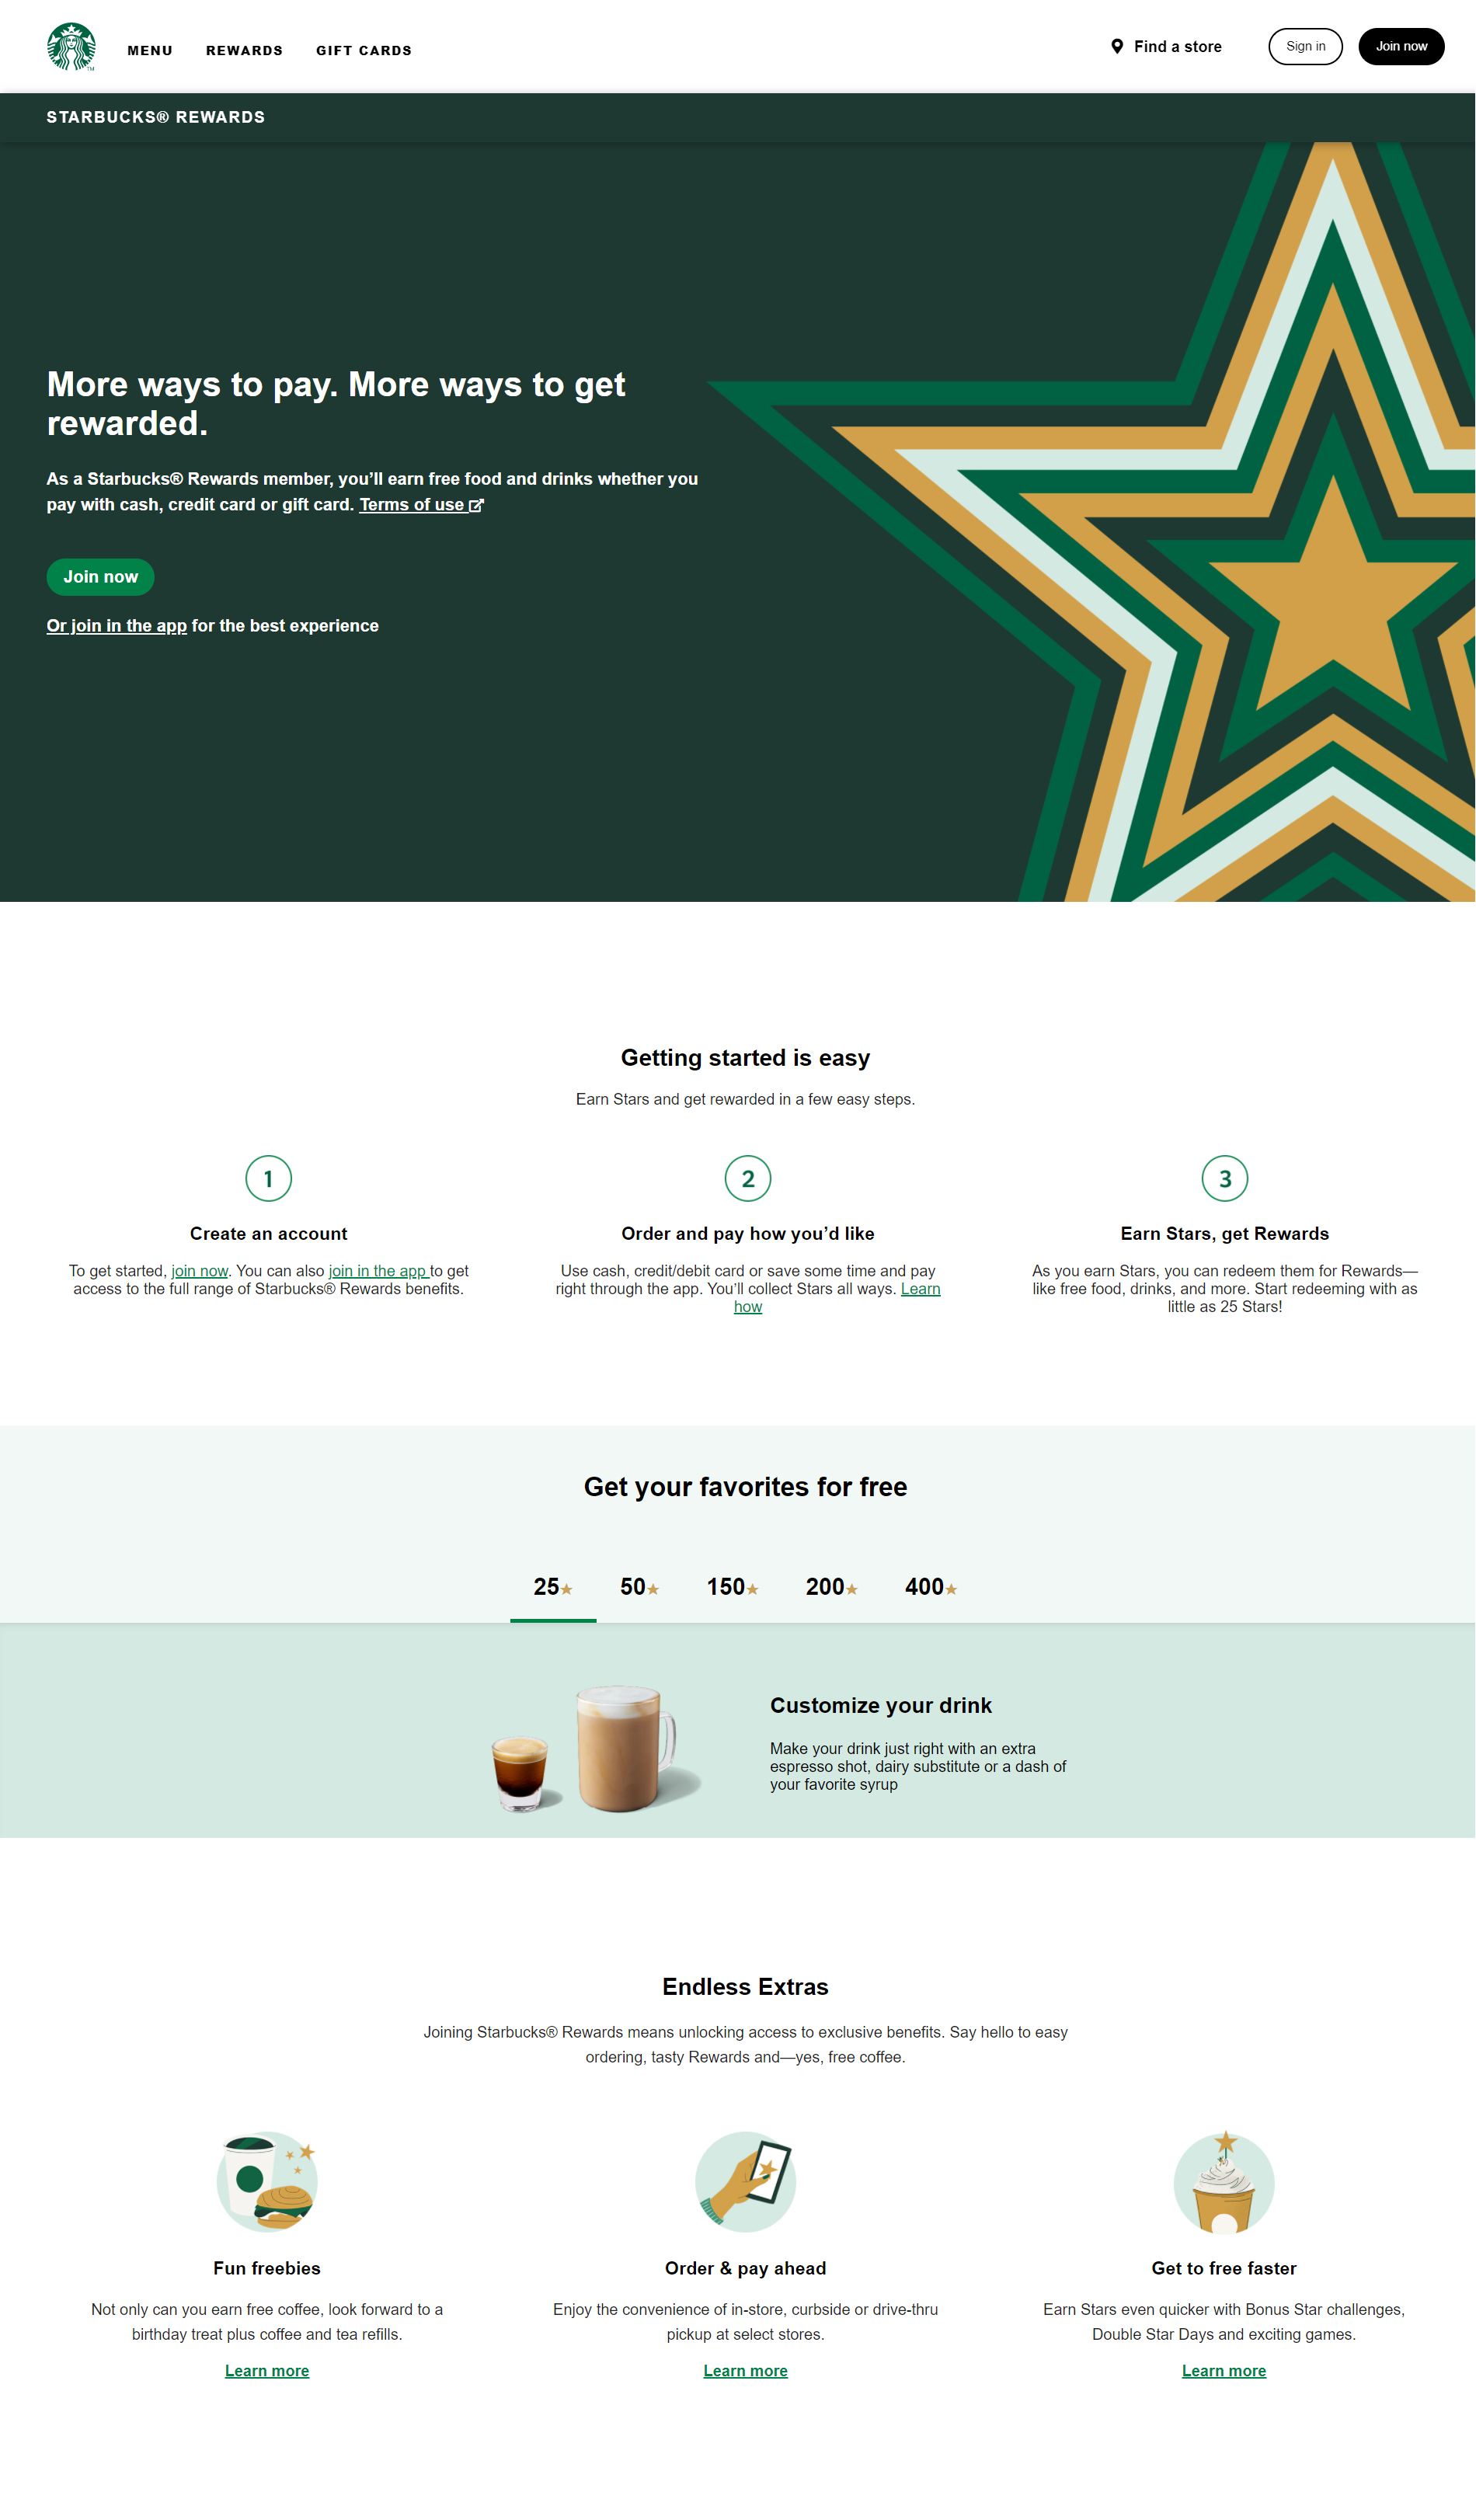 MENU REWARDS GIFT CARDS Find a store Sign in Join now
TM
STARBUCKS® REWARDS
More ways to pay. More ways to get
rewarded.
As a Starbucks® Rewards member, you’ll earn free food and drinks whether you
pay with cash, credit card or gift card. Terms of use
Join now
Or join in the app for the best experience
Getting started is easy
Earn Stars and get rewarded in a few easy steps.
1
Create an account
To get started, join now. You can also join in the app to get
access to the full range of Starbucks® Rewards benefits.
2
Order and pay how you’d like
Use cash, credit/debit card or save some time and pay
right through the app. You’ll collect Stars all ways. Learn
how
3
Earn Stars, get Rewards
As you earn Stars, you can redeem them for Rewards—
like free food, drinks, and more. Start redeeming with as
little as 25 Stars!
Get your favorites for free
25★ 50★ 150★ 200★ 400★
Customize your drink
Make your drink just right with an extra
espresso shot, dairy substitute or a dash of
your favorite syrup
Endless Extras
Joining Starbucks® Rewards means unlocking access to exclusive benefits. Say hello to easy
ordering, tasty Rewards and—yes, free coffee.
Fun freebies
Not only can you earn free coffee, look forward to a
birthday treat plus coffee and tea refills.
Learn more
Order & pay ahead
Enjoy the convenience of in-store, curbside or drive-thru
pickup at select stores.
Learn more
Get to free faster
Earn Stars even quicker with Bonus Star challenges,
Double Star Days and exciting games.
Learn more